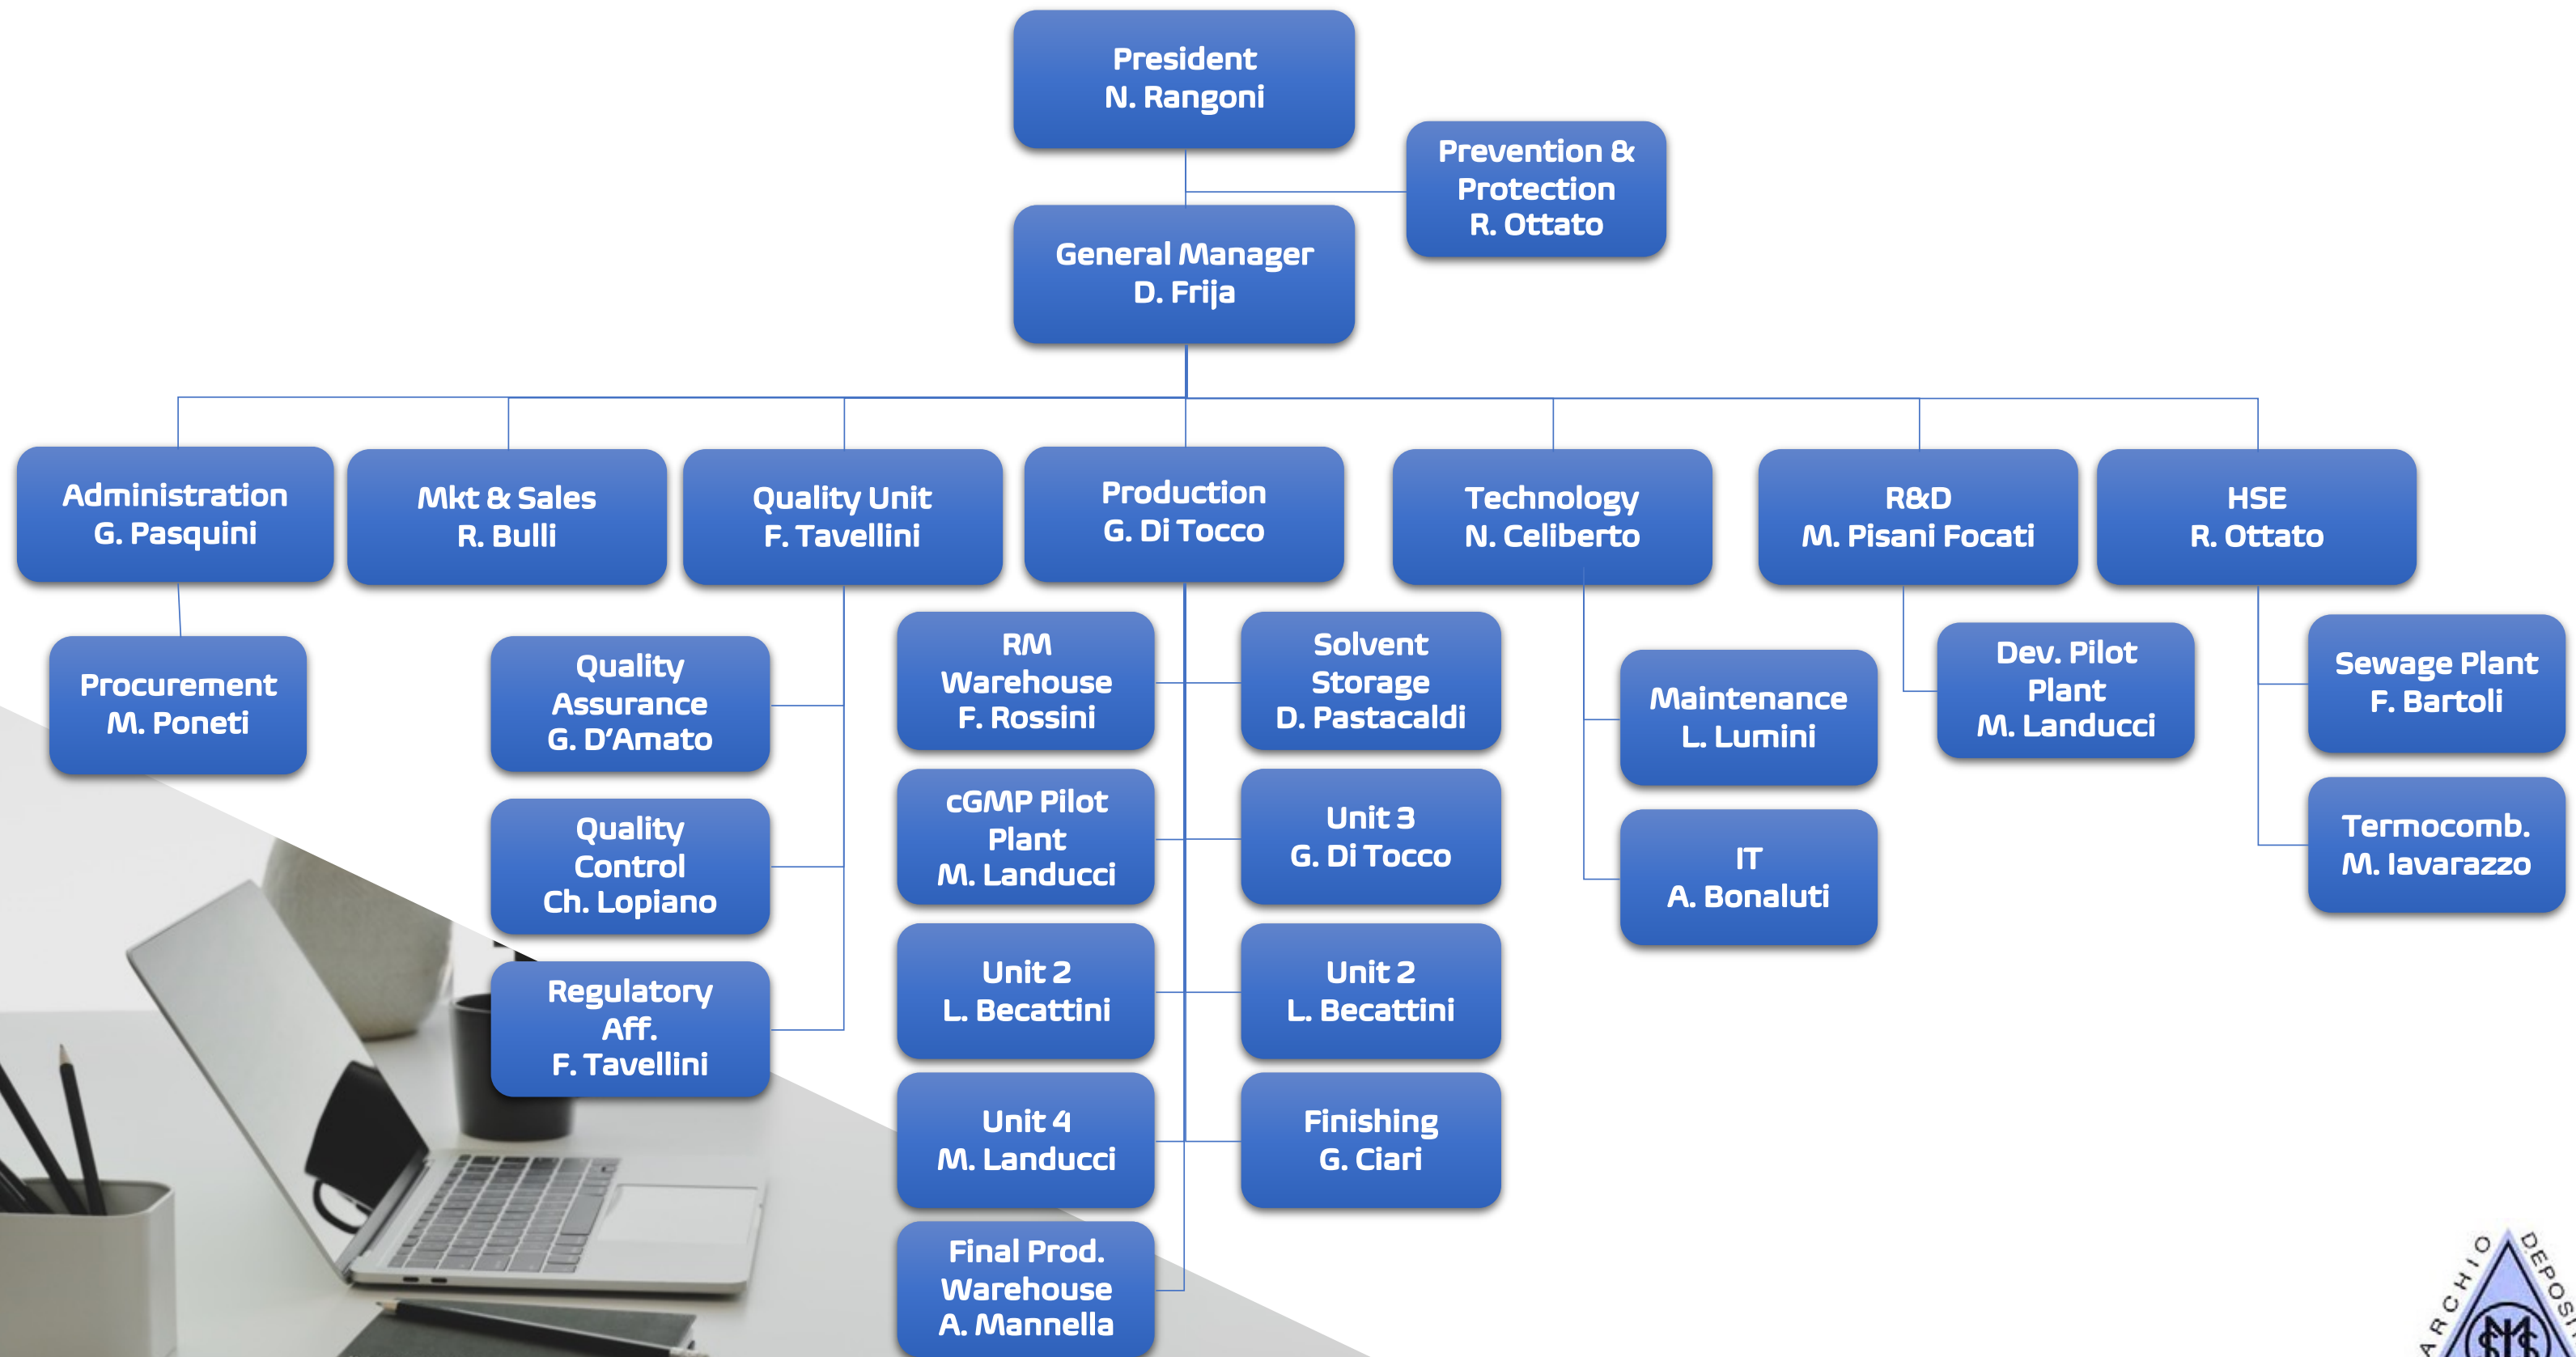 President
N. Rangoni
Prevention &
Protection
R. Ottato
General Manager
D. Frija
Administration
G. Pasquini
Mkt & Sales
R. Bulli
Quality Unit
F. Tavellini
Production
G. Di Tocco
Technology
N. Celiberto
R&D
M. Pisani Focati
HSE
R. Ottato
Procurement
M. Poneti
Quality
Assurance
G. D’Amato
Quality
Control
Ch. Lopiano
Regulatory
Aff.
F. Tavellini
RM
Warehouse
F. Rossini
Solvent
Storage
D. Pastacaldi
cGMP Pilot
Plant
M. Landucci
Unit 3
G. Di Tocco
Unit 2
L. Becattini
Unit 2
L. Becattini
Unit 4
M. Landucci
Finishing
G. Ciari
Final Prod.
Warehouse
A. Mannella
Maintenance
L. Lumini
IT
A. Bonaluti
Dev. Pilot
Plant
M. Landucci
Sewage Plant
F. Bartoli
Termocomb.
M. Iavarazzo